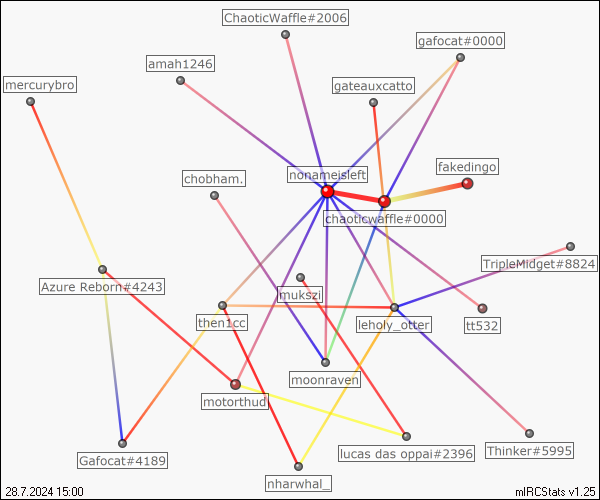 ChaoticWaffle#2006
gafocat#0000
amah1246
mercurybro
gateauxcatto
fakedingo
nonameisleft
chobham.
chaoticwaffle#0000
TripleMidget#8824
Azure Reborn#4243
mukszi
then1cc
leholy_otter
tt532
moonraven
motorthud
Gafocat#4189
lucas das oppai#2396
Thinker#5995
nharwhal_
28.7.2024 15:00
mIRCStats v1.25